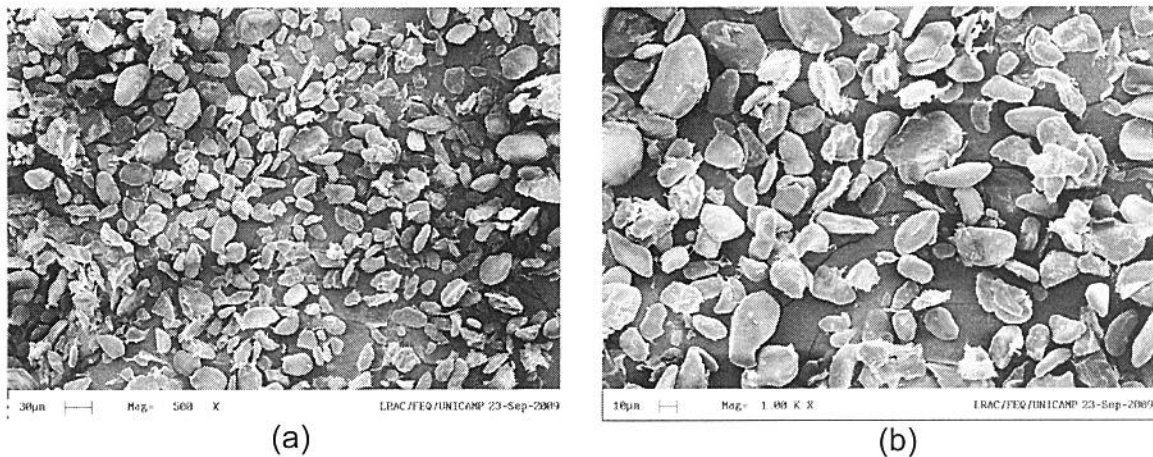 30µm Mag= 500 X LRAC/FEQ/UNICAMP 23-Sep-2009
10µm Mag= 1.00 K X LRAC/FEQ/UNICAMP 23-Sep-2009
(a)
(b)